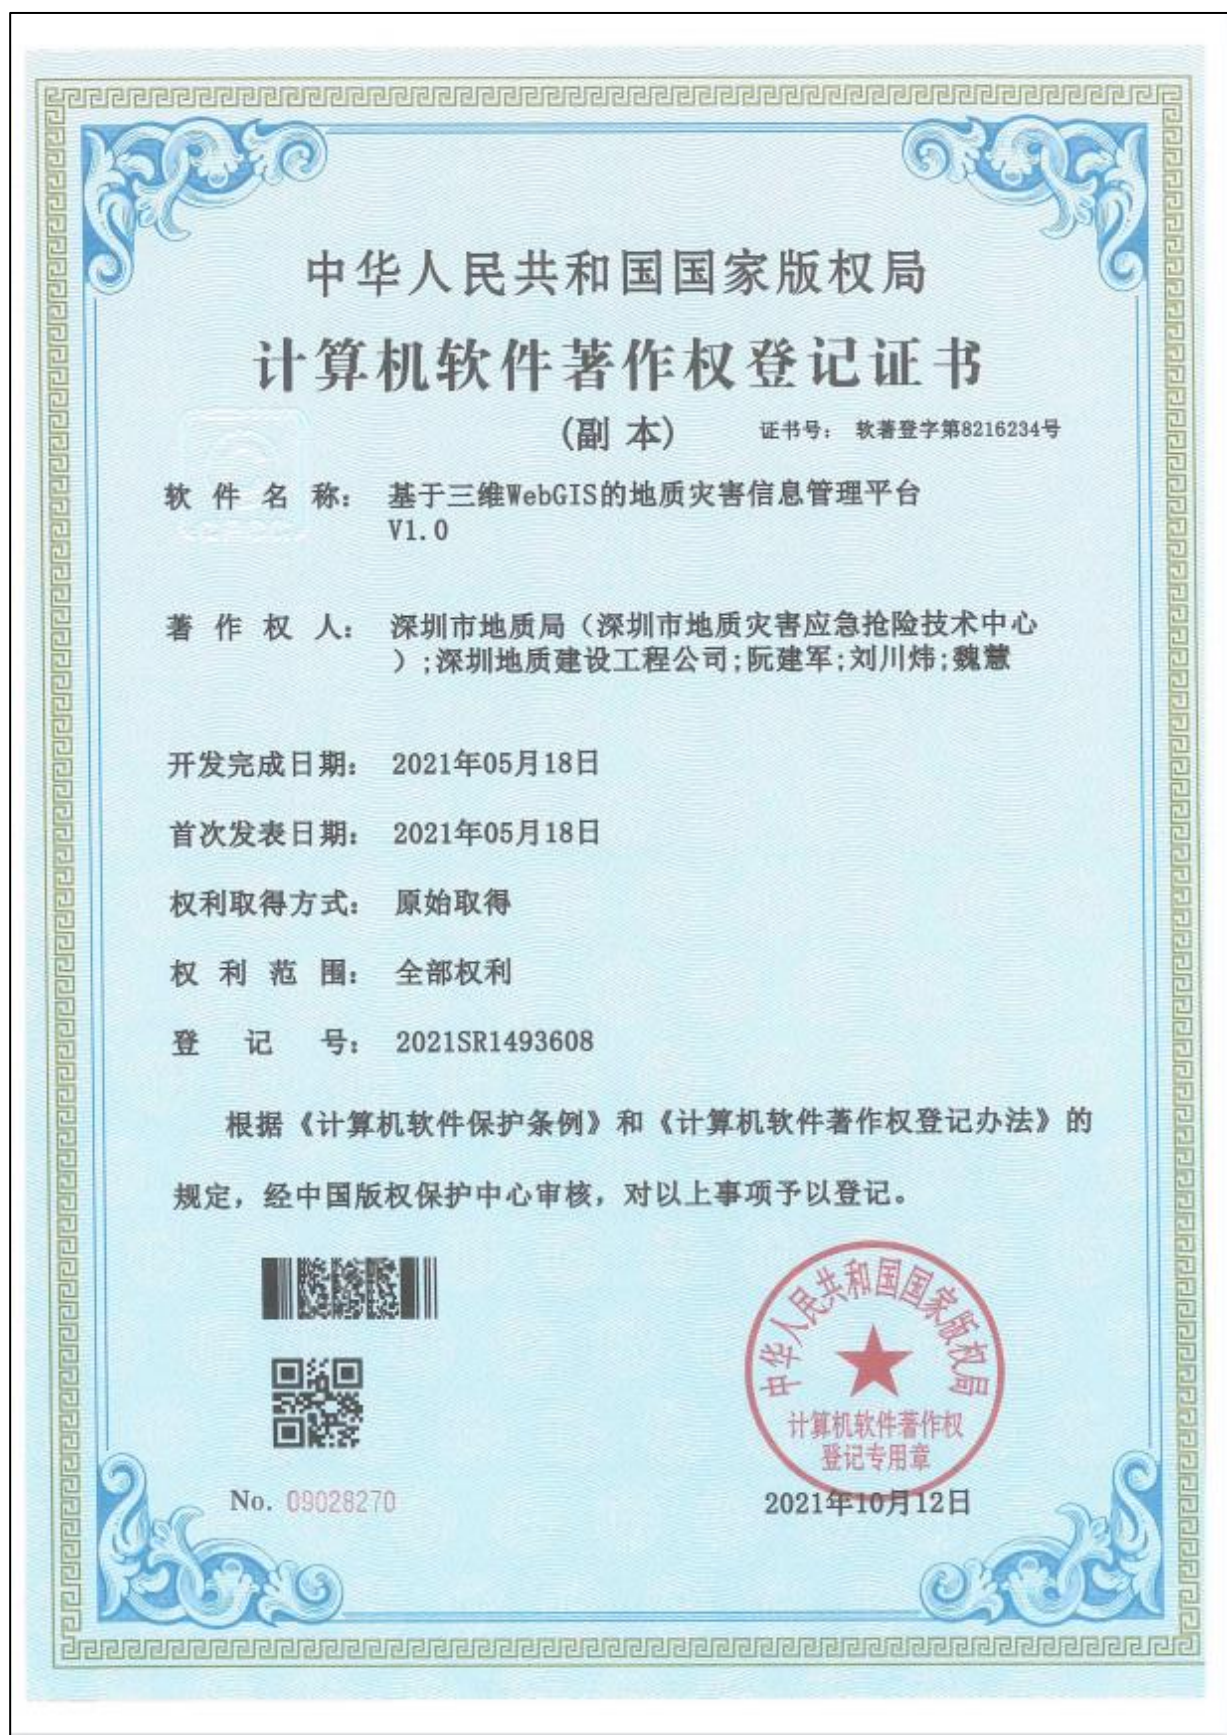 中华人民共和国国家版权局
计算机软件著作权登记证书
(副 本) 证书号： 软著登字第8216234号
软 件 名 称： 基于三维WebGIS的地质灾害信息管理平台
V1.0
著 作 权 人： 深圳市地质局（深圳市地质灾害应急抢险技术中心
）;深圳地质建设工程公司;阮建军;刘川炜;魏慧
开发完成日期： 2021年05月18日
首次发表日期： 2021年05月18日
权利取得方式： 原始取得
权 利 范 围： 全部权利
登 记 号： 2021SR1493608
根据《计算机软件保护条例》和《计算机软件著作权登记办法》的
规定，经中国版权保护中心审核，对以上事项予以登记。
中华人民共和国国家版权局
计算机软件著作权
登记专用章
No. 09028270
2021年10月12日